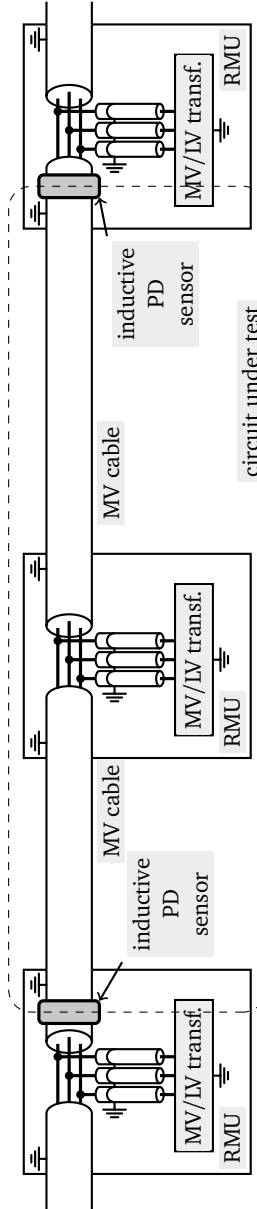 RMU
MV/LV transf.
inductive
PD
sensor
MV cable
RMU
MV/LV transf.
MV cable
inductive
PD
sensor
RMU
MV/LV transf.
circuit under test